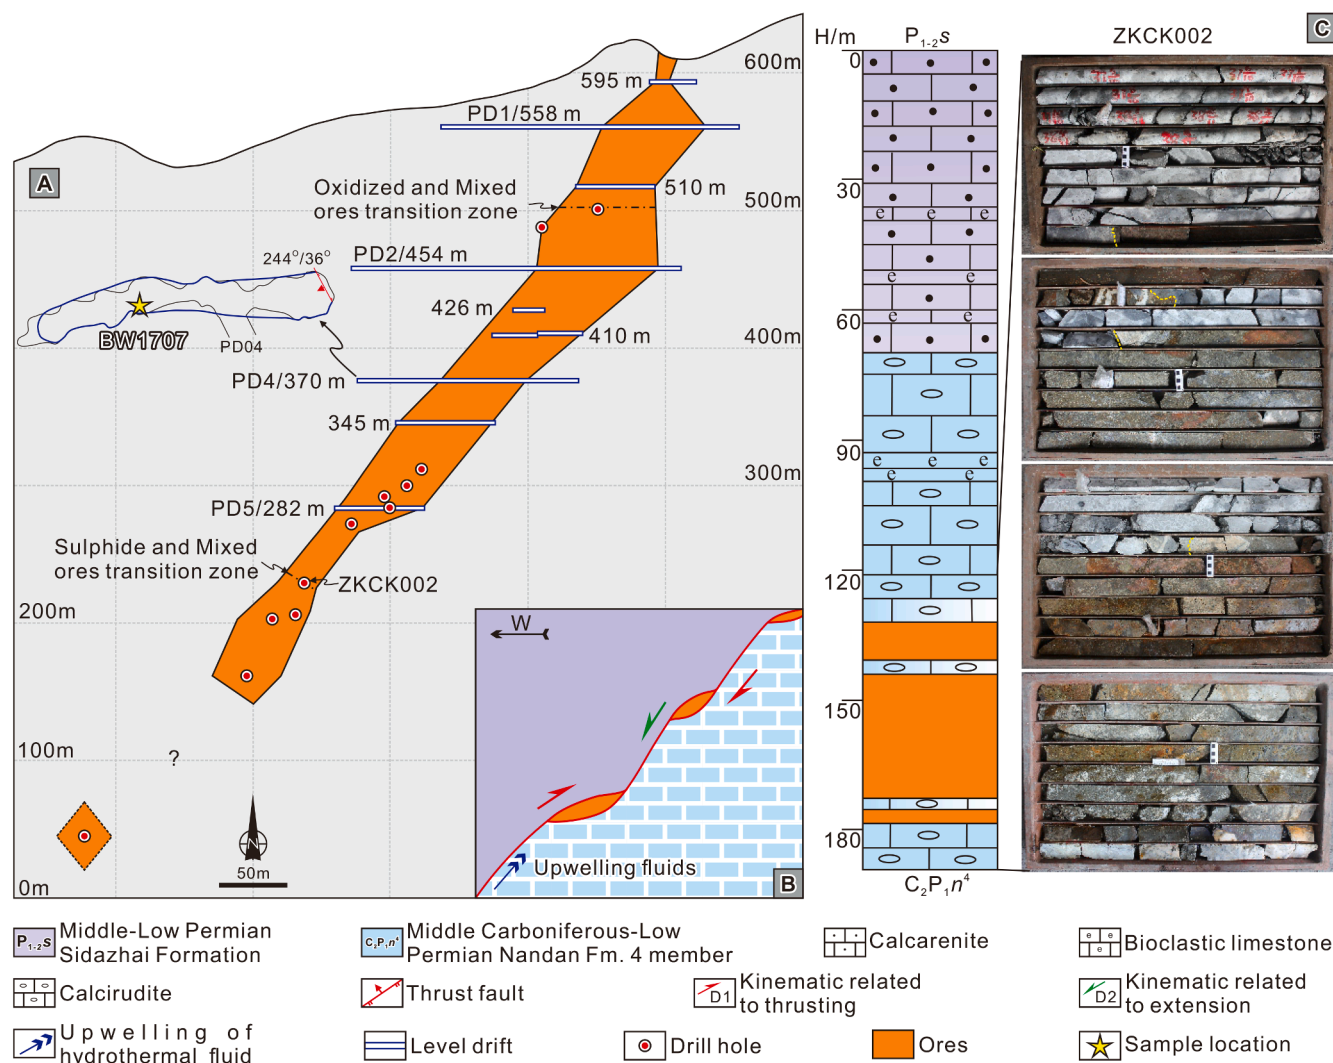 A
600m
595 m
PD1/558 m
Oxidized and Mixed
ores transition zone
510 m
500m
244°/36°
PD2/454 m
BW1707
PD04
426 m
410 m
400m
PD4/370 m
345 m
300m
PD5/282 m
Sulphide and Mixed
ores transition zone
ZKCK002
200m
100m
?
N
50m
0m
W
Upwelling fluids
B
H/m
P₁₋₂s
ZKCK002
C
0
30
e e e
e e
60
e e
90
e e e
e e
120
150
180
C₂P₁n⁴
P₁₋₂s Middle-Low Permian
Sidazhai Formation
C₂P₁n⁴ Middle Carboniferous-Low
Permian Nandan Fm. 4 member
Calcarenite
e e e Bioclastic limestone
Calcirudite
Thrust fault
D1 Kinematic related
to thrusting
D2 Kinematic related
to extension
Upwelling of
hydrothermal fluid
Level drift
Drill hole
Ores
Sample location